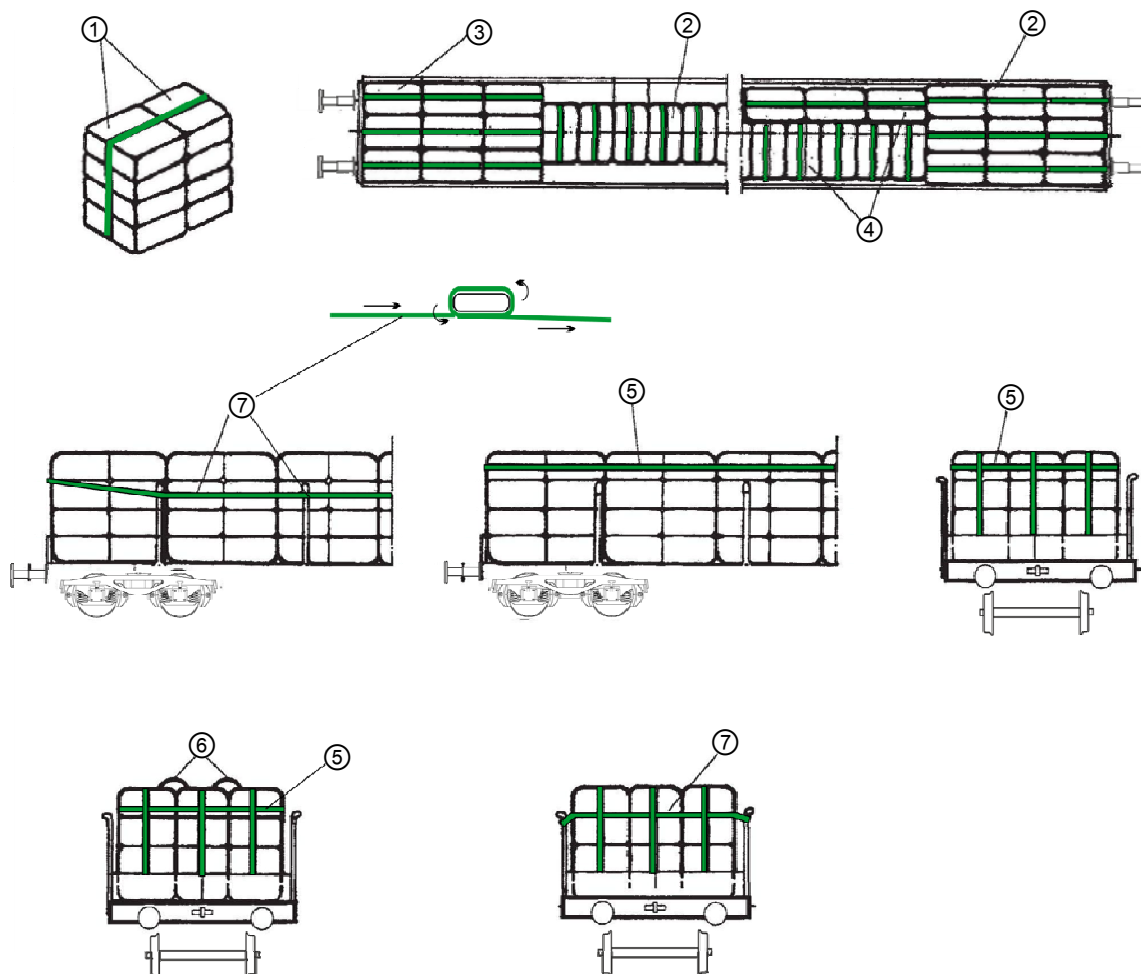 ① ③ ② ②
④
⑦ ⑤ ⑤
⑥ ⑤ ⑦